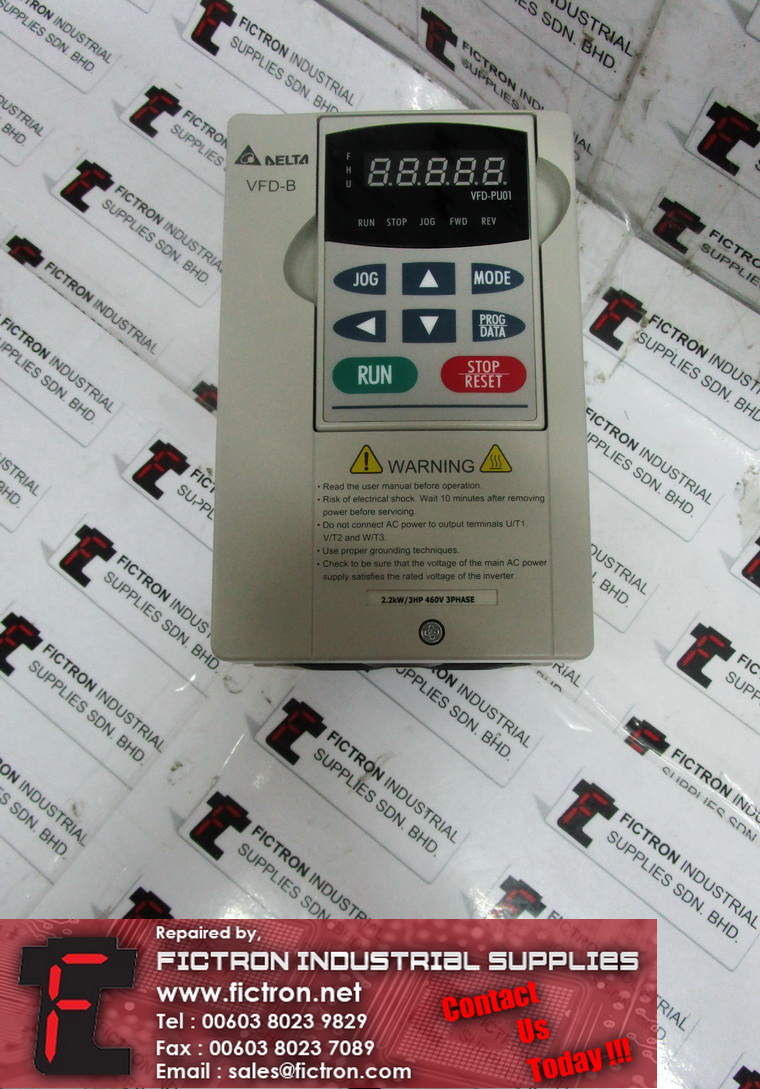 FICTRON INDUSTRIAL
SUPPLIES SDN. BHD.
DELTA
VFD-B
F
H
U
88888
VFD-PU01
RUN STOP JOG FWD REV
JOG
MODE
PROG
DATA
RUN
STOP
RESET
WARNING
• Read the user manual before operation.
• Risk of electrical shock. Wait 10 minutes after removing
power before servicing.
• Do not connect AC power to output terminals U/T1,
V/T2 and W/T3.
• Use proper grounding techniques.
• Check to be sure that the voltage of the main AC power
supply satisfies the rated voltage of the inverter.
2.2kW/3HP 460V 3PHASE
Repaired by,
FICTRON INDUSTRIAL SUPPLIES
www.fictron.net
Tel : 00603 8023 9829
Fax : 00603 8023 7089
Email : sales@fictron.com
Contact
Us
Today !!!